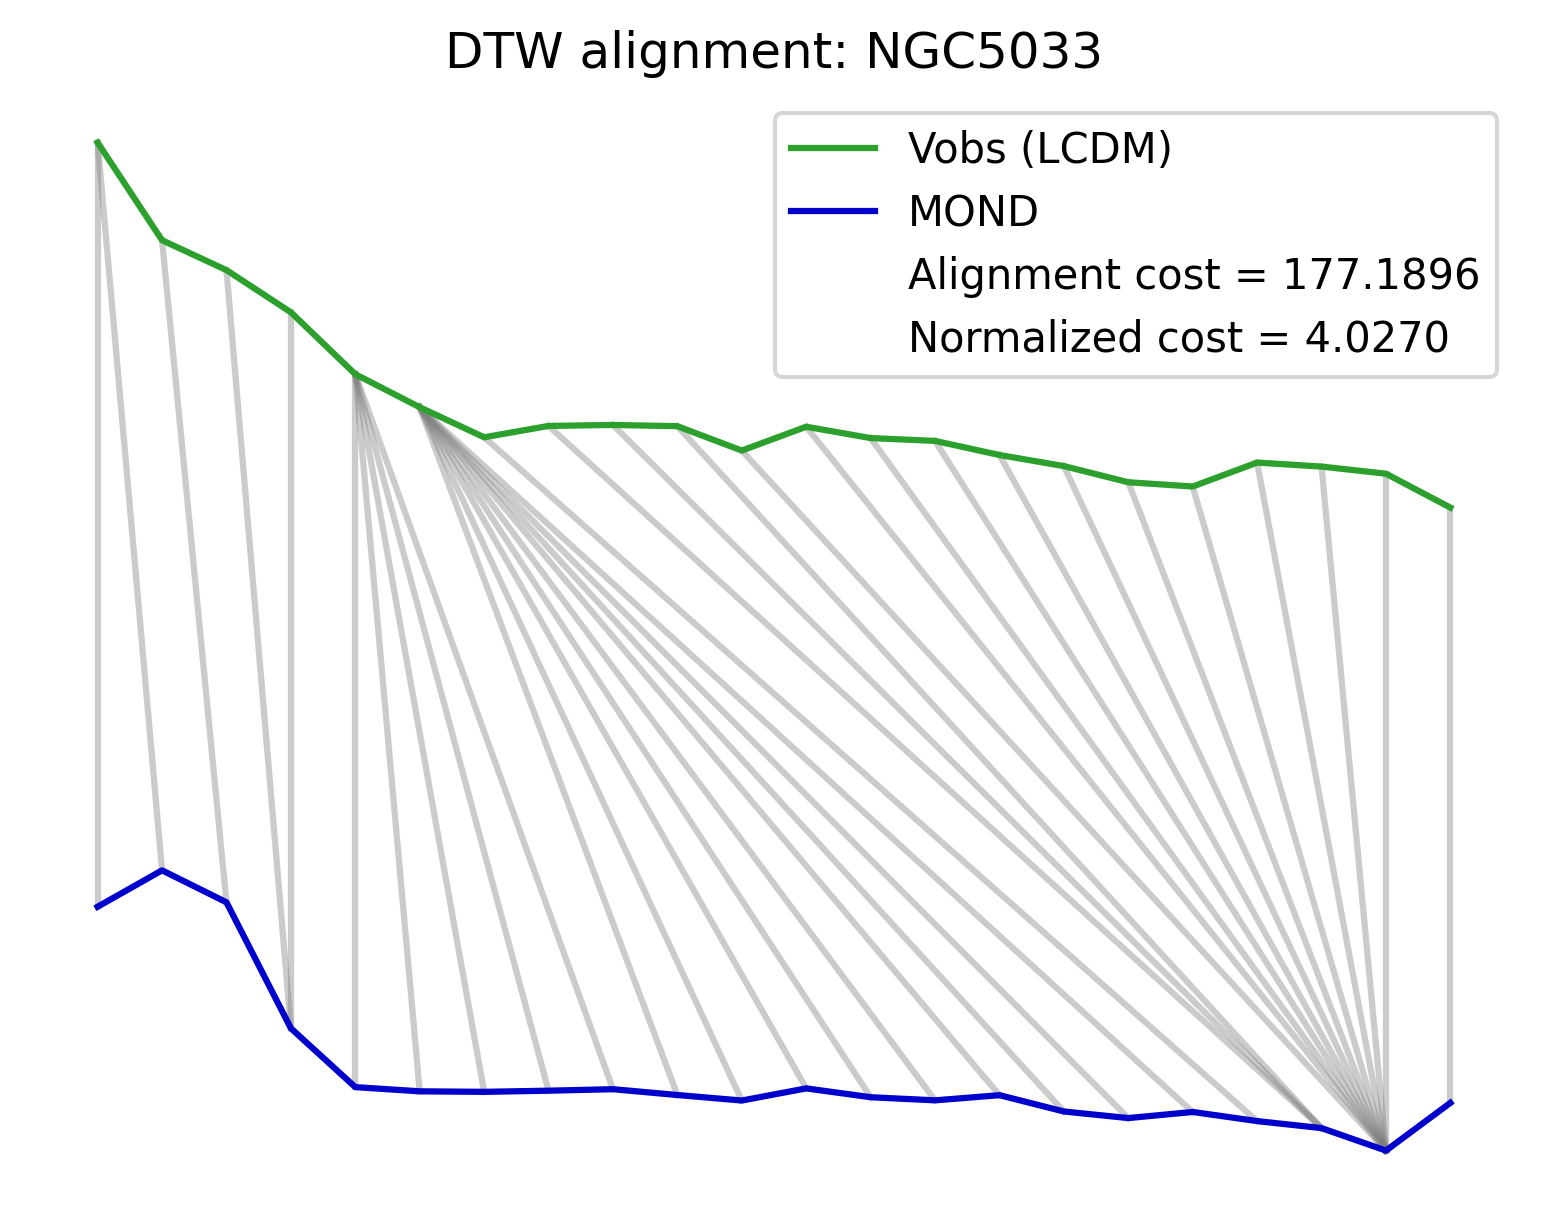 DTW alignment: NGC5033
Vobs (LCDM)
MOND
Alignment cost = 177.1896
Normalized cost = 4.0270